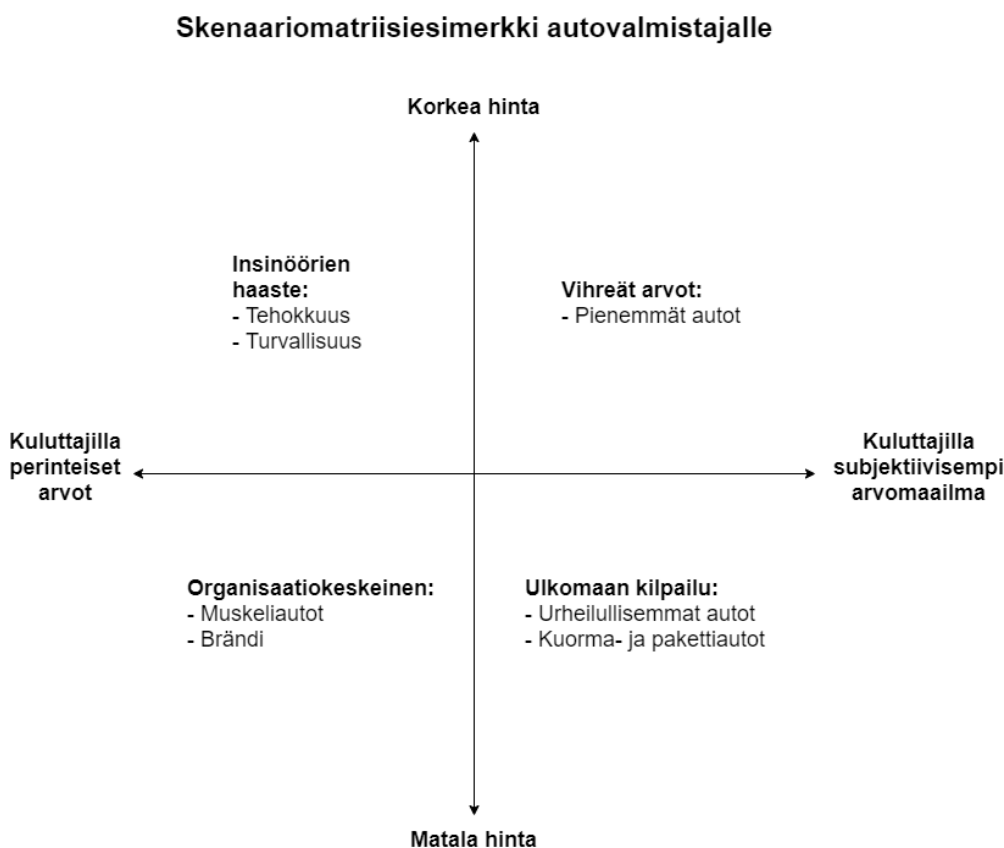 Skenaariomatriisiesimerkki autovalmistajalle
Korkea hinta
Insinöörien
haaste:
- Tehokkuus
- Turvallisuus
Vihreät arvot:
- Pienemmät autot
Kuluttajilla
perinteiset
arvot
Kuluttajilla
subjektiivisempi
arvomaailma
Organisaatiokeskeinen:
- Muskeliautot
- Brändi
Ulkomaan kilpailu:
- Urheilullisemmat autot
- Kuorma- ja pakettiautot
Matala hinta